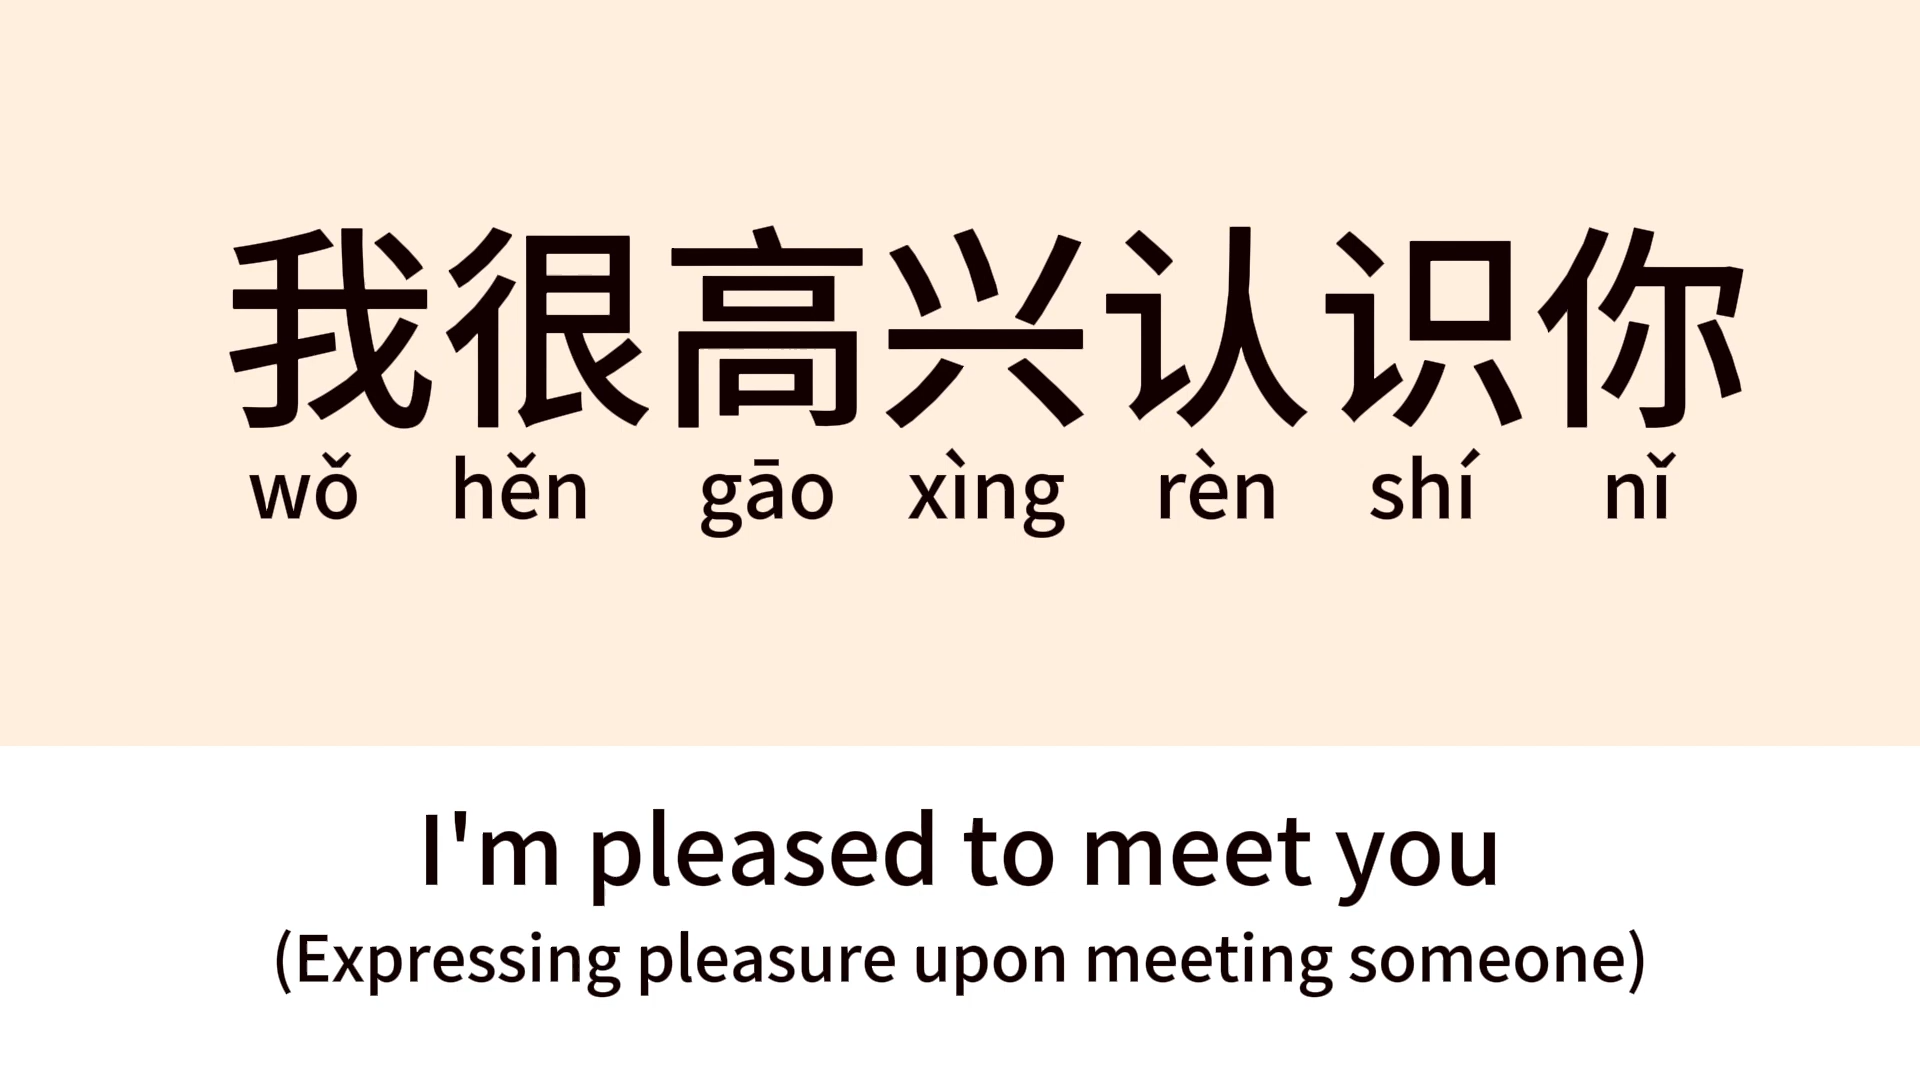 我很高兴认识你
wǒ hěn gāo xìng rèn shí nǐ
I'm pleased to meet you
(Expressing pleasure upon meeting someone)